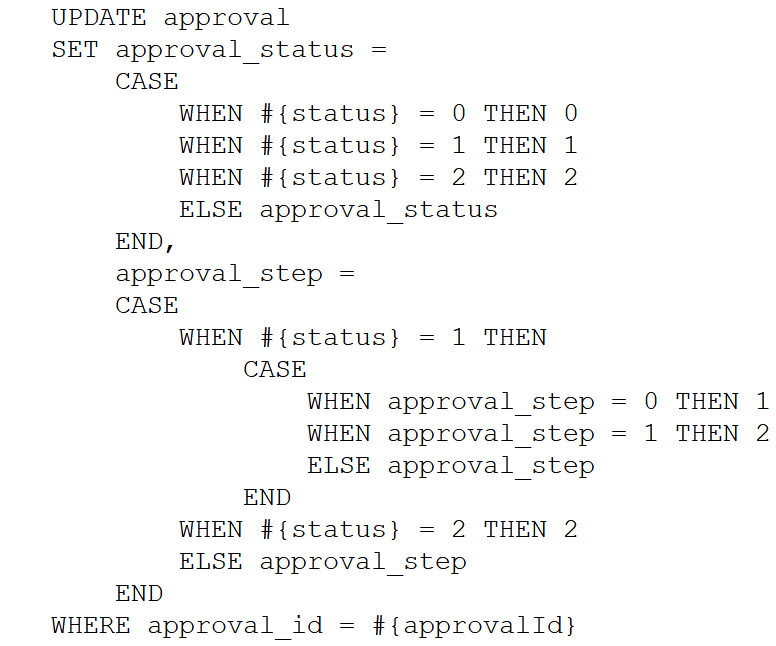 UPDATE approval
SET approval_status =
    CASE
        WHEN #{status} = 0 THEN 0
        WHEN #{status} = 1 THEN 1
        WHEN #{status} = 2 THEN 2
        ELSE approval_status
    END,
    approval_step =
    CASE
        WHEN #{status} = 1 THEN
            CASE
                WHEN approval_step = 0 THEN 1
                WHEN approval_step = 1 THEN 2
                ELSE approval_step
            END
        WHEN #{status} = 2 THEN 2
        ELSE approval_step
    END
WHERE approval_id = #{approvalId}